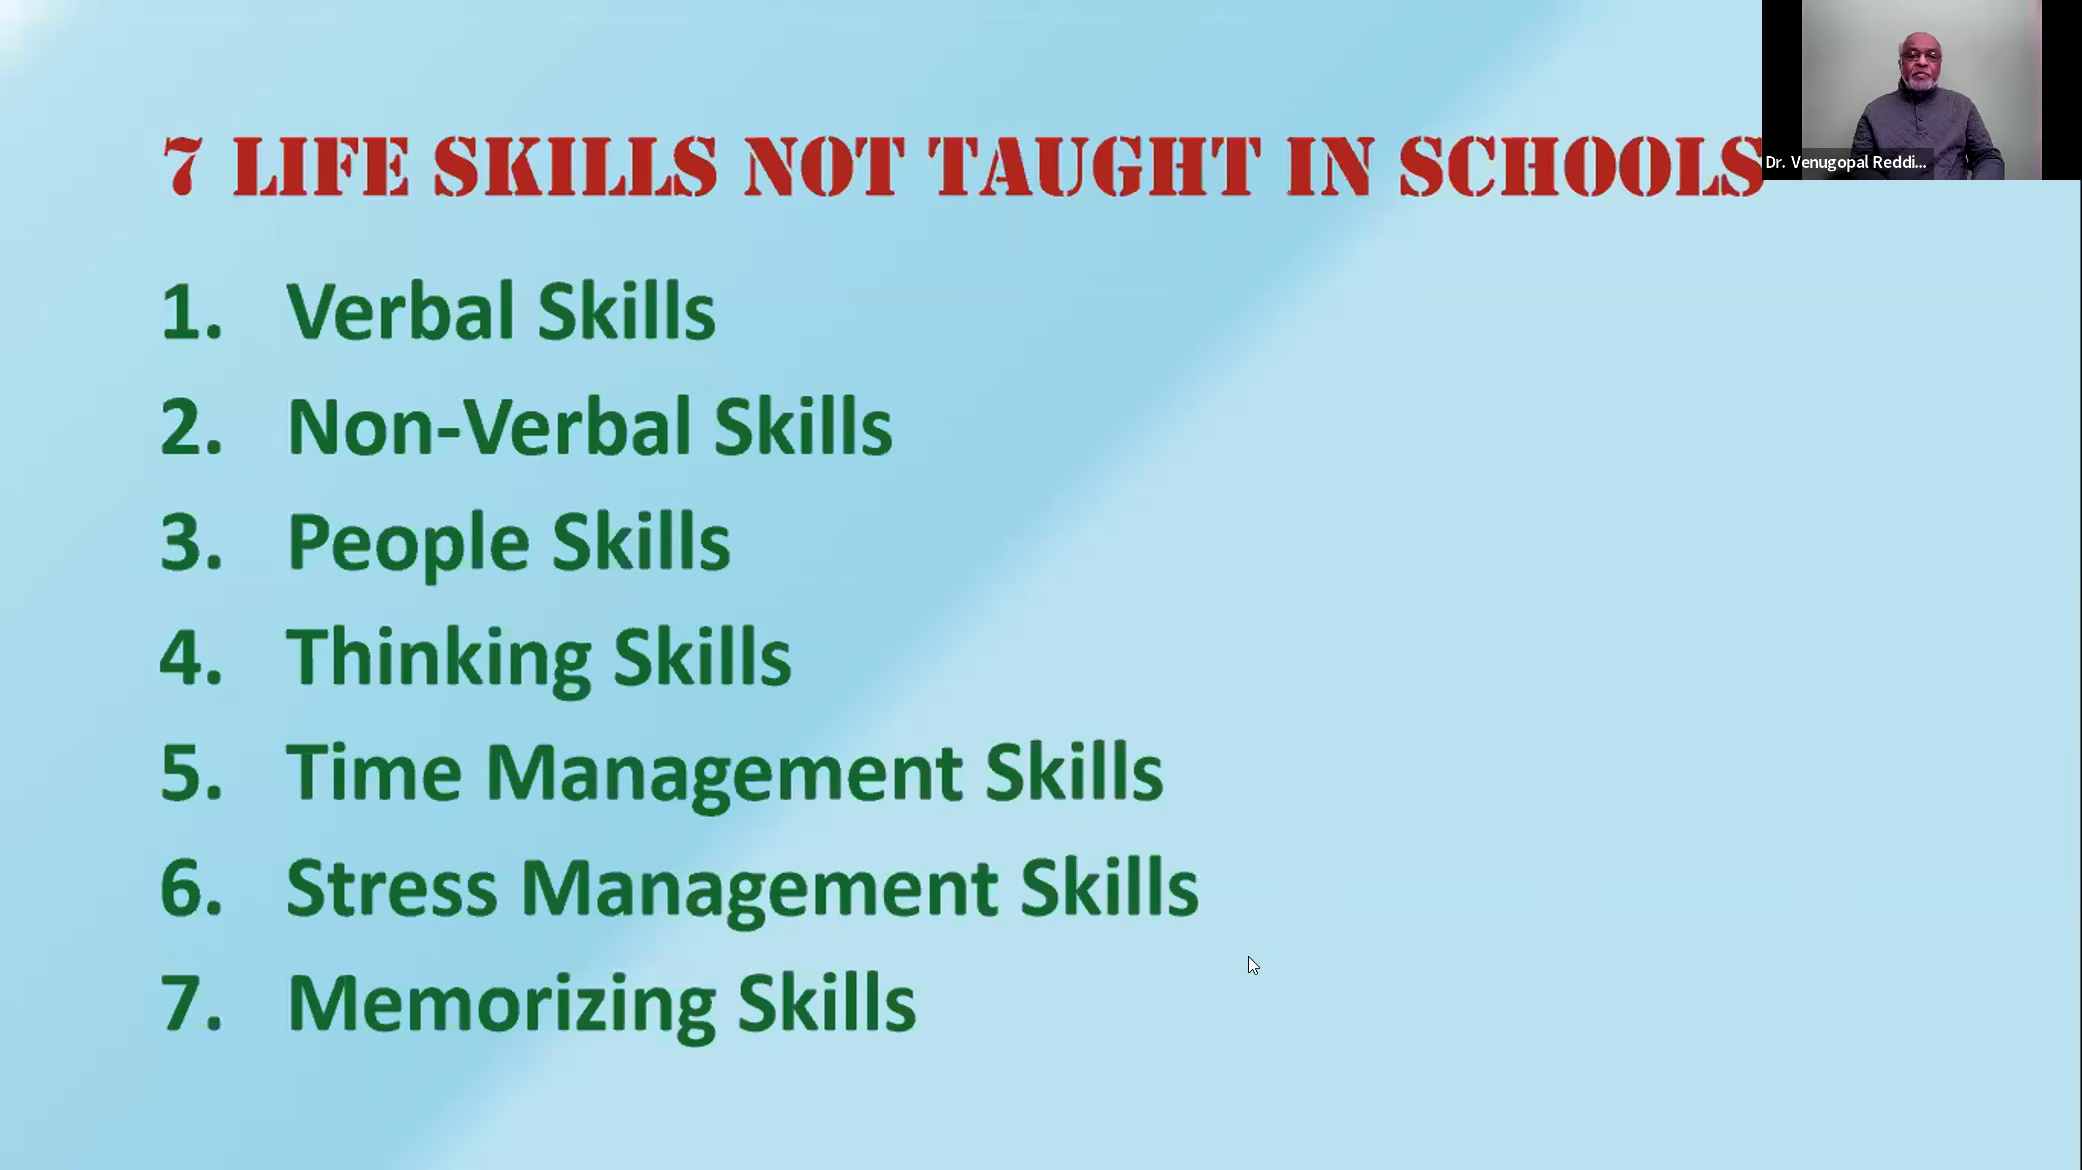 7 LIFE SKILLS NOT TAUGHT IN SCHOOLS
Dr. Venugopal Reddi...
1. Verbal Skills
2. Non-Verbal Skills
3. People Skills
4. Thinking Skills
5. Time Management Skills
6. Stress Management Skills
7. Memorizing Skills